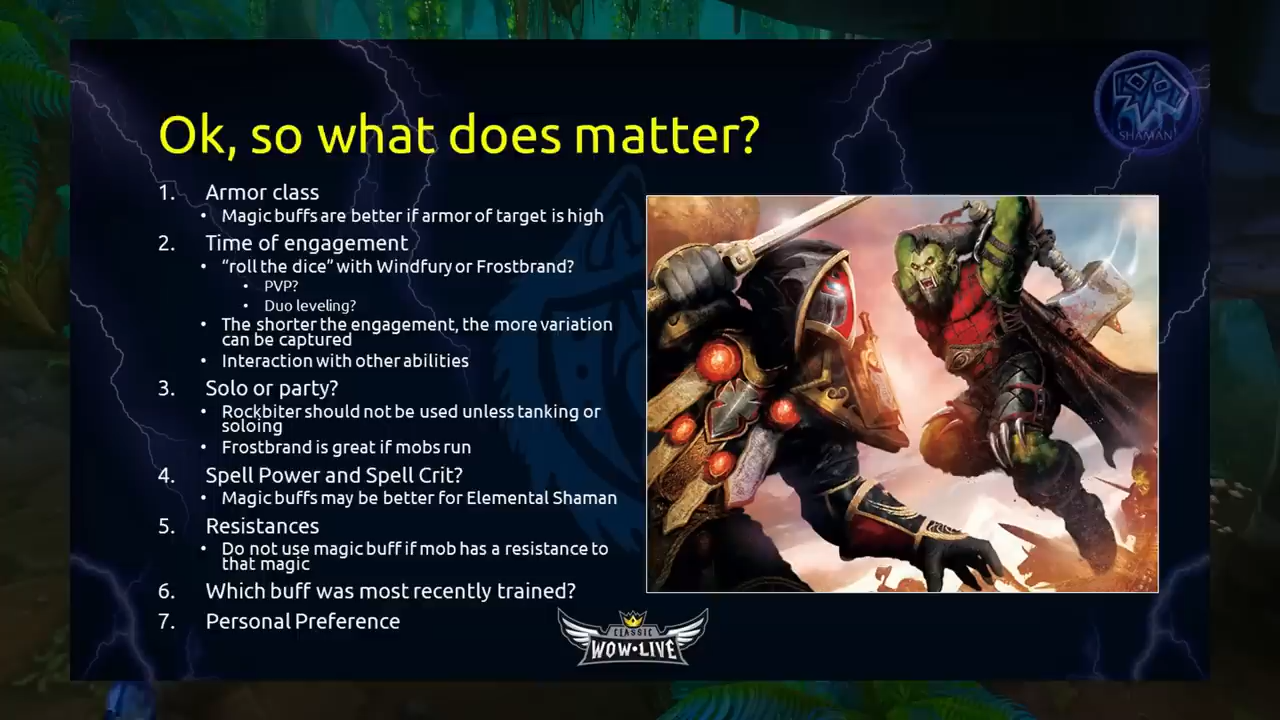 SHAMAN
Ok, so what does matter?
1. Armor class
• Magic buffs are better if armor of target is high
2. Time of engagement
• “roll the dice” with Windfury or Frostbrand?
• PVP?
• Duo leveling?
• The shorter the engagement, the more variation
can be captured
• Interaction with other abilities
3. Solo or party?
• Rockbiter should not be used unless tanking or
soloing
• Frostbrand is great if mobs run
4. Spell Power and Spell Crit?
• Magic buffs may be better for Elemental Shaman
5. Resistances
• Do not use magic buff if mob has a resistance to
that magic
6. Which buff was most recently trained?
7. Personal Preference
CLASSIC
WOW•LIVE